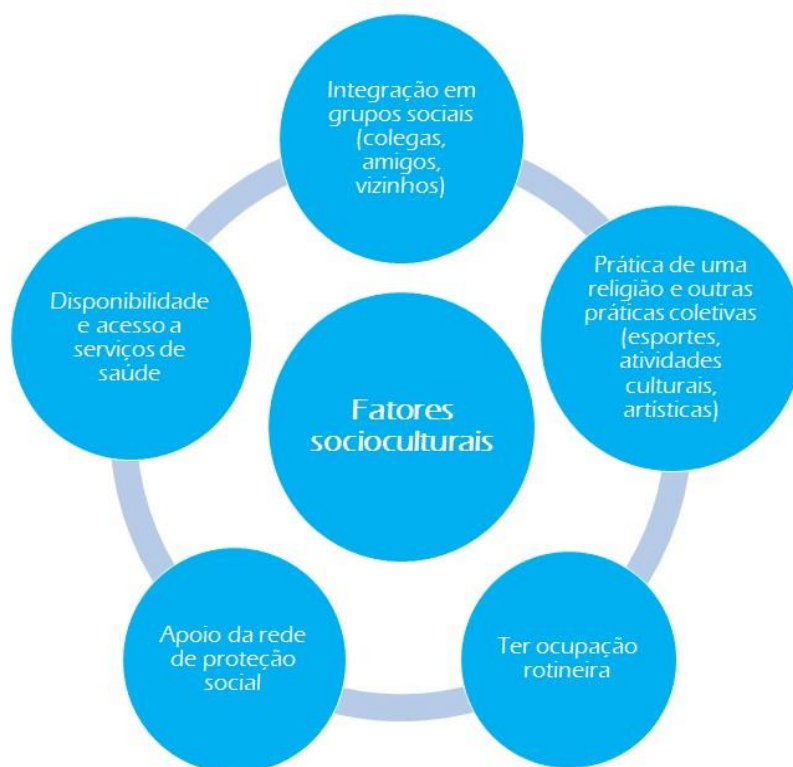 Integração em
grupos sociais
(colegas,
amigos,
vizinhos)
Prática de uma
religião e outras
práticas coletivas
(esportes,
atividades
culturais,
artísticas)
Disponibilidade
e acesso a
serviços de
saúde
Fatores
socioculturais
Apoio da rede
de proteção
social
Ter ocupação
rotineira